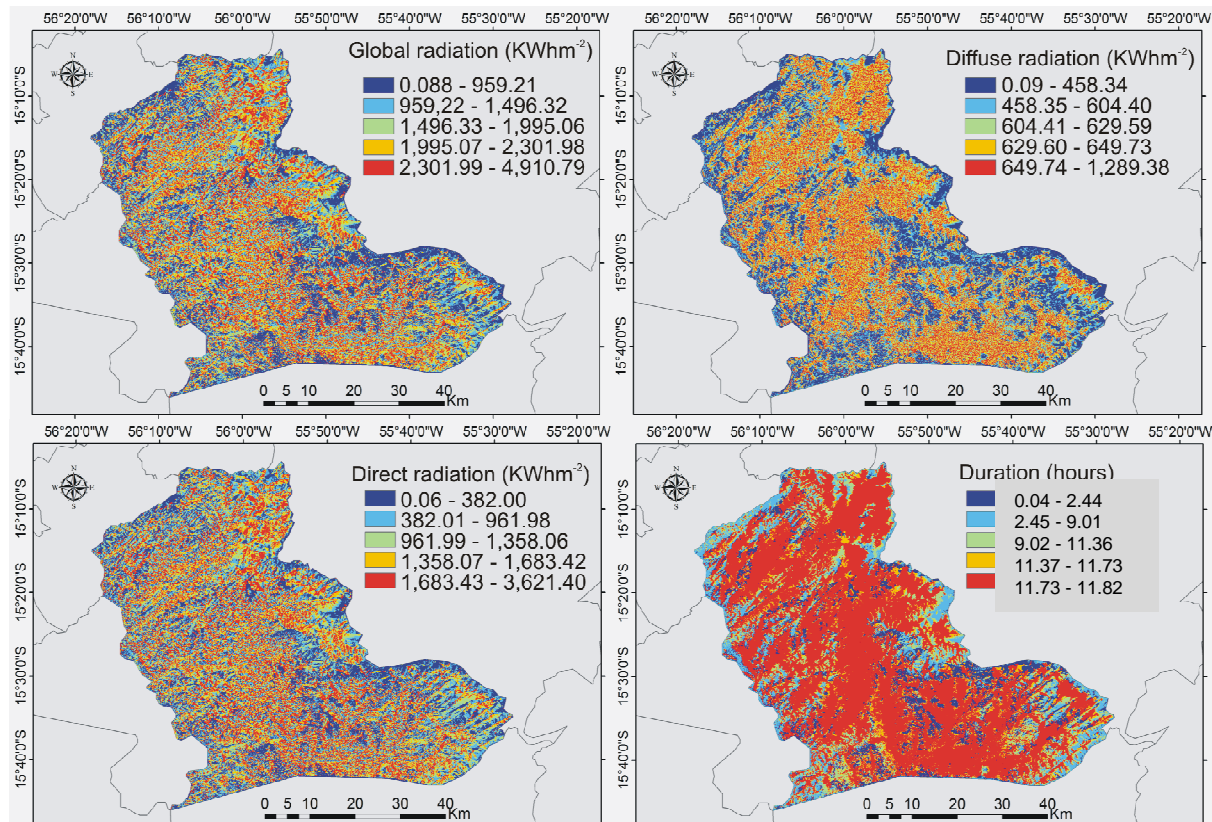 56°20'0"W 56°10'0"W 56°0'0"W 55°50'0"W 55°40'0"W 55°30'0"W 55°20'0"W
N
W E
S
Global radiation (KWhm⁻²)
0.088 - 959.21
959,22 - 1,496.32
1,496.33 - 1,995.06
1,995.07 - 2,301.98
2,301.99 - 4,910.79
15°10'0"S
15°20'0"S
15°30'0"S
15°40'0"S
0 5 10 20 30 40
Km
56°20'0"W 56°10'0"W 56°0'0"W 55°50'0"W 55°40'0"W 55°30'0"W 55°20'0"W
N
W E
S
Diffuse radiation (KWhm⁻²)
0.09 - 458.34
458.35 - 604.40
604.41 - 629.59
629.60 - 649.73
649.74 - 1,289.38
15°10'0"S
15°20'0"S
15°30'0"S
15°40'0"S
0 5 10 20 30 40
Km
56°20'0"W 56°10'0"W 56°0'0"W 55°50'0"W 55°40'0"W 55°30'0"W 55°20'0"W
N
W E
S
Direct radiation (KWhm⁻²)
0.06 - 382.00
382.01 - 961.98
961.99 - 1,358.06
1,358.07 - 1,683.42
1,683.43 - 3,621.40
15°10'0"S
15°20'0"S
15°30'0"S
15°40'0"S
0 5 10 20 30 40
Km
56°20'0"W 56°10'0"W 56°0'0"W 55°50'0"W 55°40'0"W 55°30'0"W 55°20'0"W
N
W E
S
Duration (hours)
0.04 - 2.44
2.45 - 9.01
9.02 - 11.36
11.37 - 11.73
11.73 - 11.82
15°10'0"S
15°20'0"S
15°30'0"S
15°40'0"S
0 5 10 20 30 40
Km